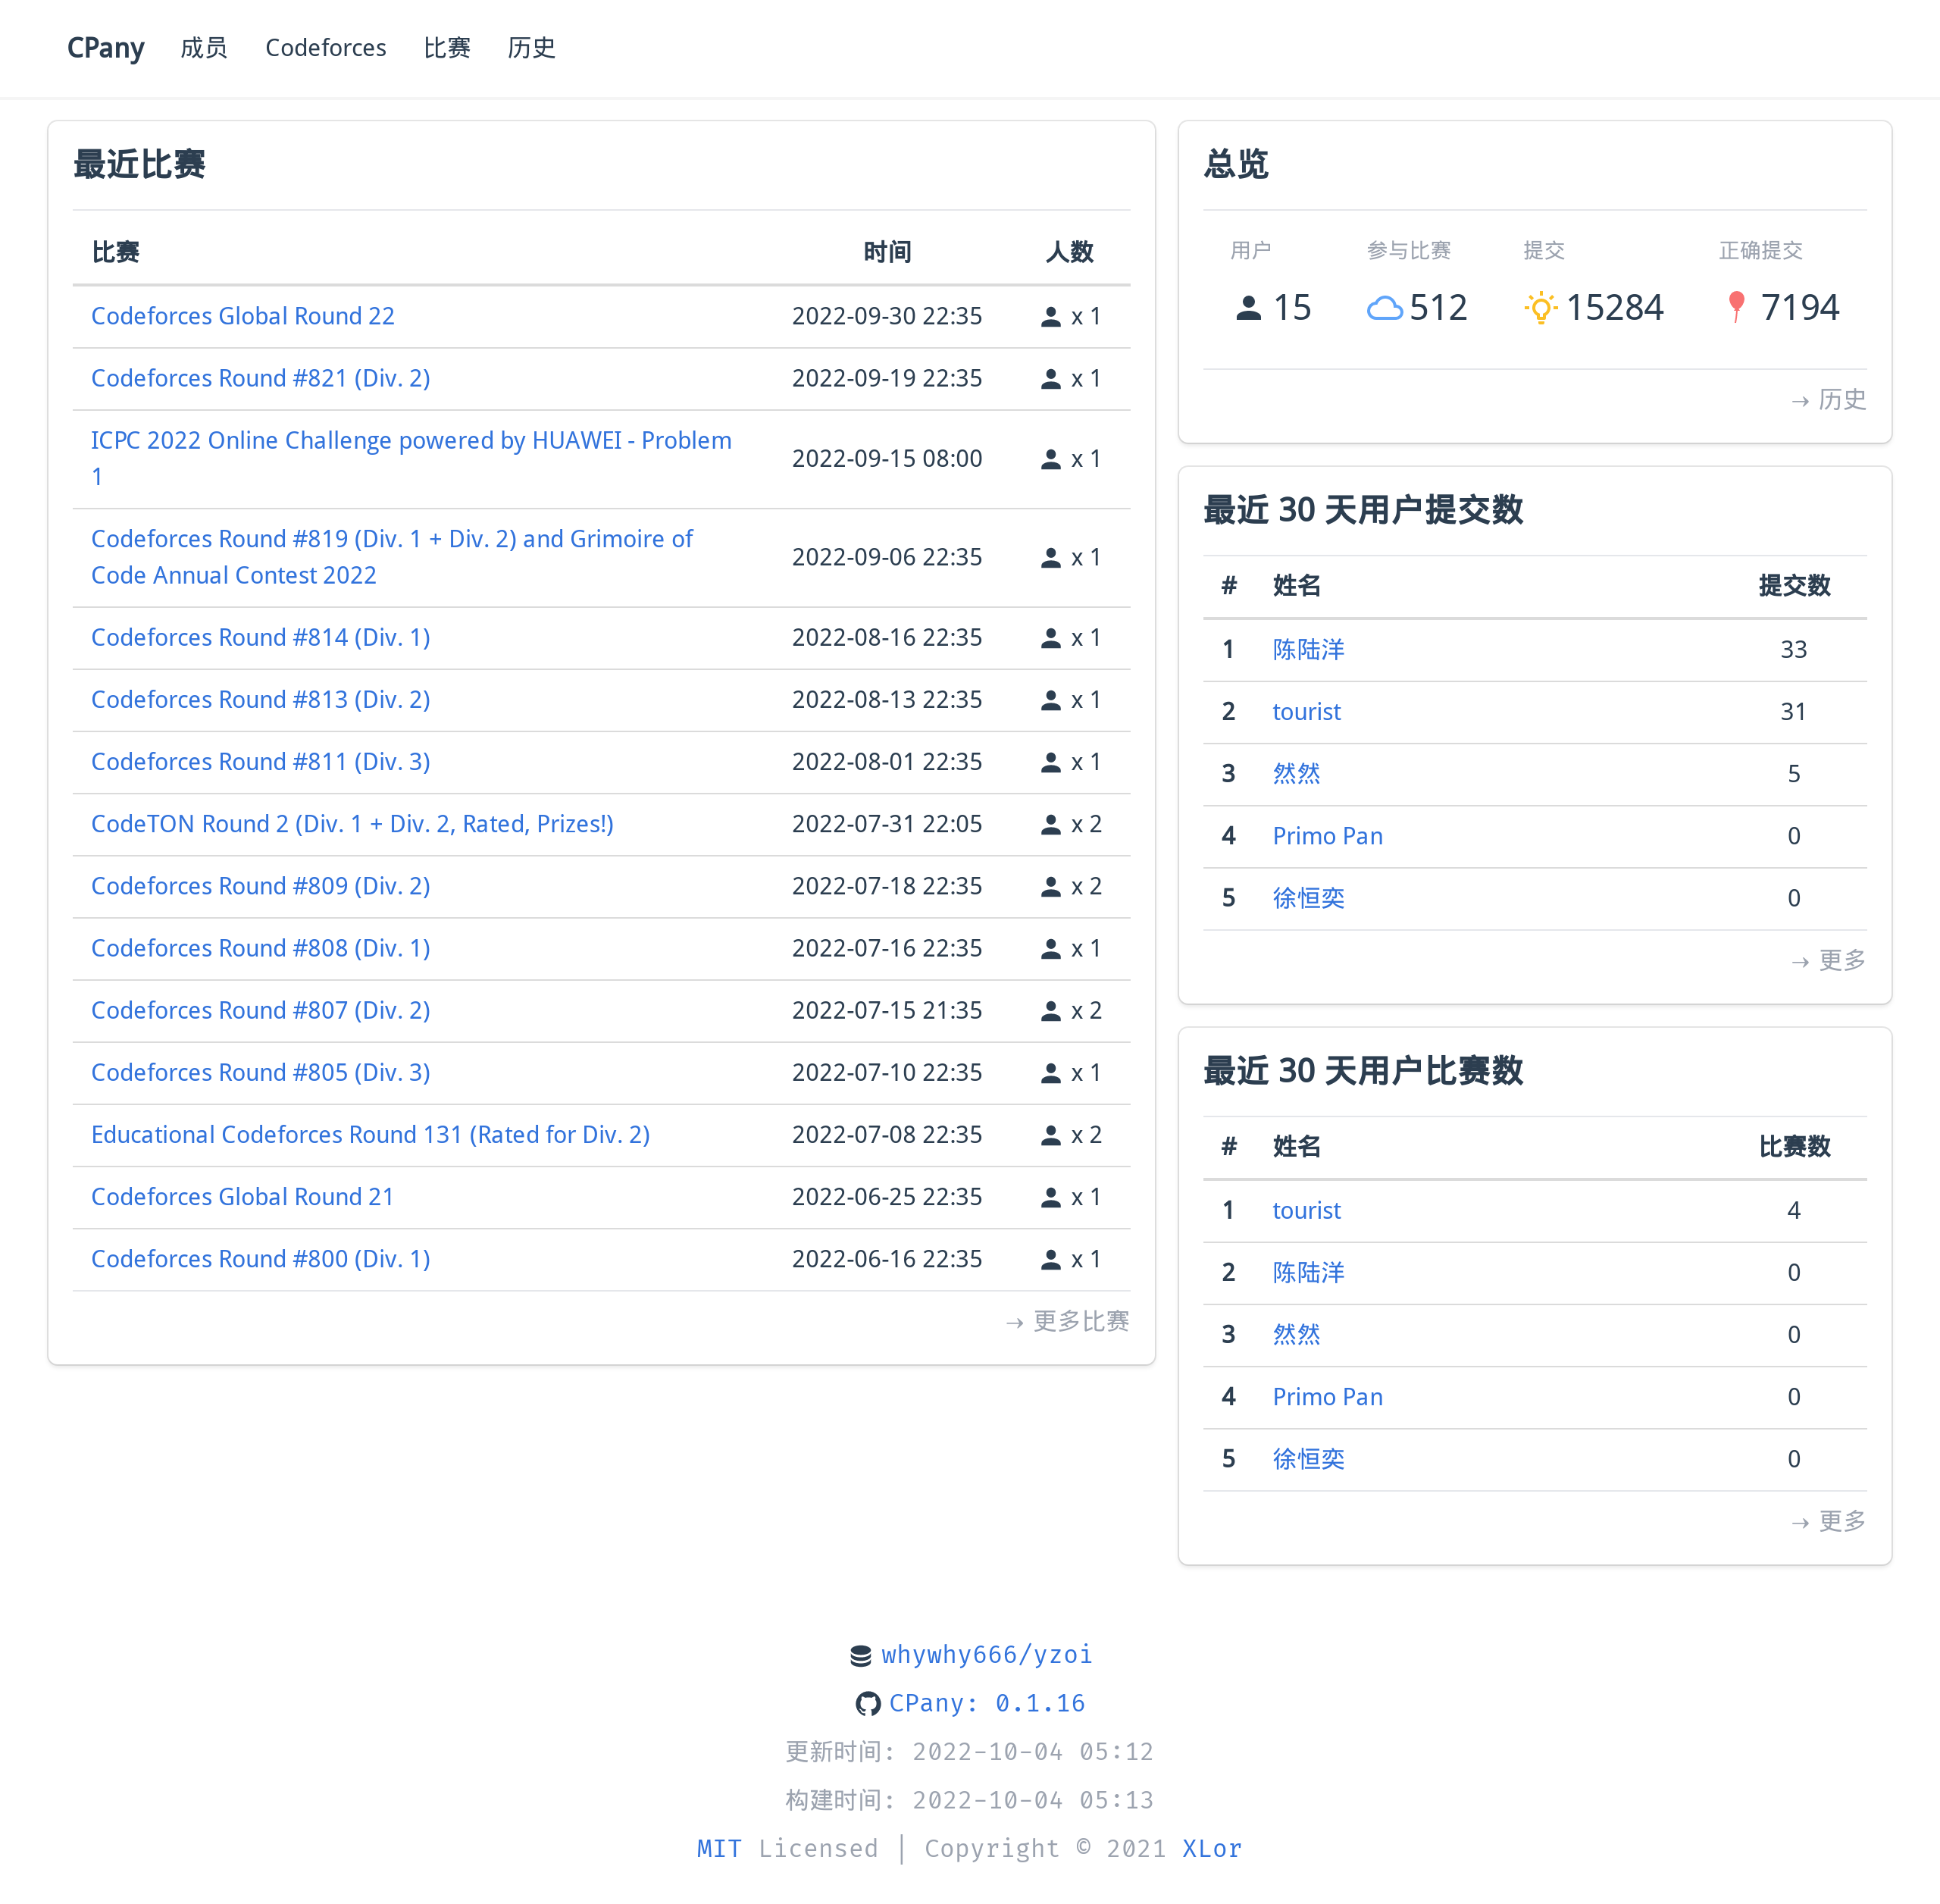 CPany 成员 Codeforces 比赛 历史
最近比赛
比赛 时间 人数
Codeforces Global Round 22 2022-09-30 22:35 x 1
Codeforces Round #821 (Div. 2) 2022-09-19 22:35 x 1
ICPC 2022 Online Challenge powered by HUAWEI - Problem
1 2022-09-15 08:00 x 1
Codeforces Round #819 (Div. 1 + Div. 2) and Grimoire of
Code Annual Contest 2022 2022-09-06 22:35 x 1
Codeforces Round #814 (Div. 1) 2022-08-16 22:35 x 1
Codeforces Round #813 (Div. 2) 2022-08-13 22:35 x 1
Codeforces Round #811 (Div. 3) 2022-08-01 22:35 x 1
CodeTON Round 2 (Div. 1 + Div. 2, Rated, Prizes!) 2022-07-31 22:05 x 2
Codeforces Round #809 (Div. 2) 2022-07-18 22:35 x 2
Codeforces Round #808 (Div. 1) 2022-07-16 22:35 x 1
Codeforces Round #807 (Div. 2) 2022-07-15 21:35 x 2
Codeforces Round #805 (Div. 3) 2022-07-10 22:35 x 1
Educational Codeforces Round 131 (Rated for Div. 2) 2022-07-08 22:35 x 2
Codeforces Global Round 21 2022-06-25 22:35 x 1
Codeforces Round #800 (Div. 1) 2022-06-16 22:35 x 1
→ 更多比赛
总览
用户 参与比赛 提交 正确提交
15 512 15284 7194
→ 历史
最近 30 天用户提交数
# 姓名 提交数
1 陈陆洋 33
2 tourist 31
3 然然 5
4 Primo Pan 0
5 徐恒奕 0
→ 更多
最近 30 天用户比赛数
# 姓名 比赛数
1 tourist 4
2 陈陆洋 0
3 然然 0
4 Primo Pan 0
5 徐恒奕 0
→ 更多
whywhy666/yzoi
CPany: 0.1.16
更新时间: 2022-10-04 05:12
构建时间: 2022-10-04 05:13
MIT Licensed | Copyright © 2021 XLor